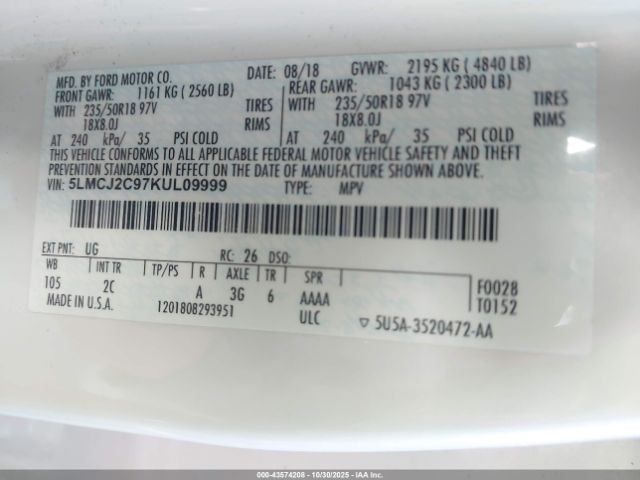 MFD. BY FORD MOTOR CO. DATE: 08/18 GVWR: 2195 KG ( 4840 LB)
FRONT GAWR: 1161 KG ( 2560 LB) REAR GAWR: 1043 KG ( 2300 LB)
WITH 235/50R18 97V TIRES WITH 235/50R18 97V TIRES
18X8.0J RIMS 18X8.0J RIMS
AT 240 kPa/ 35 PSI COLD AT 240 kPa/ 35 PSI COLD
THIS VEHICLE CONFORMS TO ALL APPLICABLE FEDERAL MOTOR VEHICLE SAFETY AND THEFT
PREVENTION STANDARDS IN EFFECT ON THE DATE OF MANUFACTURE SHOWN ABOVE.
VIN: 5LMCJ2C97KUL09999 TYPE: MPV
EXT PNT: UG RC: 26 DSO:
WB INT TR TP/PS R AXLE TR SPR F0028
105 2C A 3G 6 AAAA T0152
MADE IN U.S.A. 1201808293951 ULC 5U5A-3520472-AA
000-43574208 - 10/30/2025 - IAAI - Copart